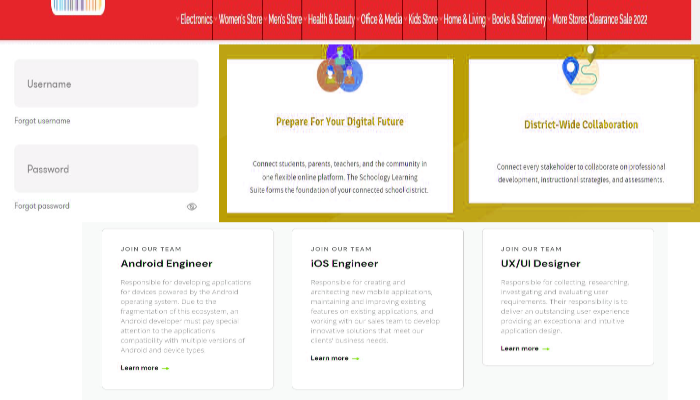 Electronics Women's Store Men's Store Health & Beauty Office & Media Kids Store Home & Living Books & Stationery More Stores Clearance Sale 2022
Username
Forgot username
Password
Forgot password
Prepare For Your Digital Future
Connect students, parents, teachers, and the community in
one flexible online platform. The Schoology Learning
Suite forms the foundation of your connected school district.
District-Wide Collaboration
Connect every stakeholder to collaborate on professional
development, instructional strategies, and assessments.
JOIN OUR TEAM
Android Engineer
Responsible for developing applications
for devices powered by the Android
operating system. Due to the
fragmentation of this ecosystem, an
Android developer must pay special
attention to the application's
compatibility with multiple versions of
Android and device types.
Learn more →
JOIN OUR TEAM
iOS Engineer
Responsible for creating and
architecting new mobile applications,
maintaining and improving existing
features on existing applications, and
working with our sales team to develop
innovative solutions that meet our
clients' business needs.
Learn more →
JOIN OUR TEAM
UX/UI Designer
Responsible for collecting, researching,
investigating and evaluating user
requirements. Their responsibility is to
deliver an outstanding user experience
providing an exceptional and intuitive
application design.
Learn more →